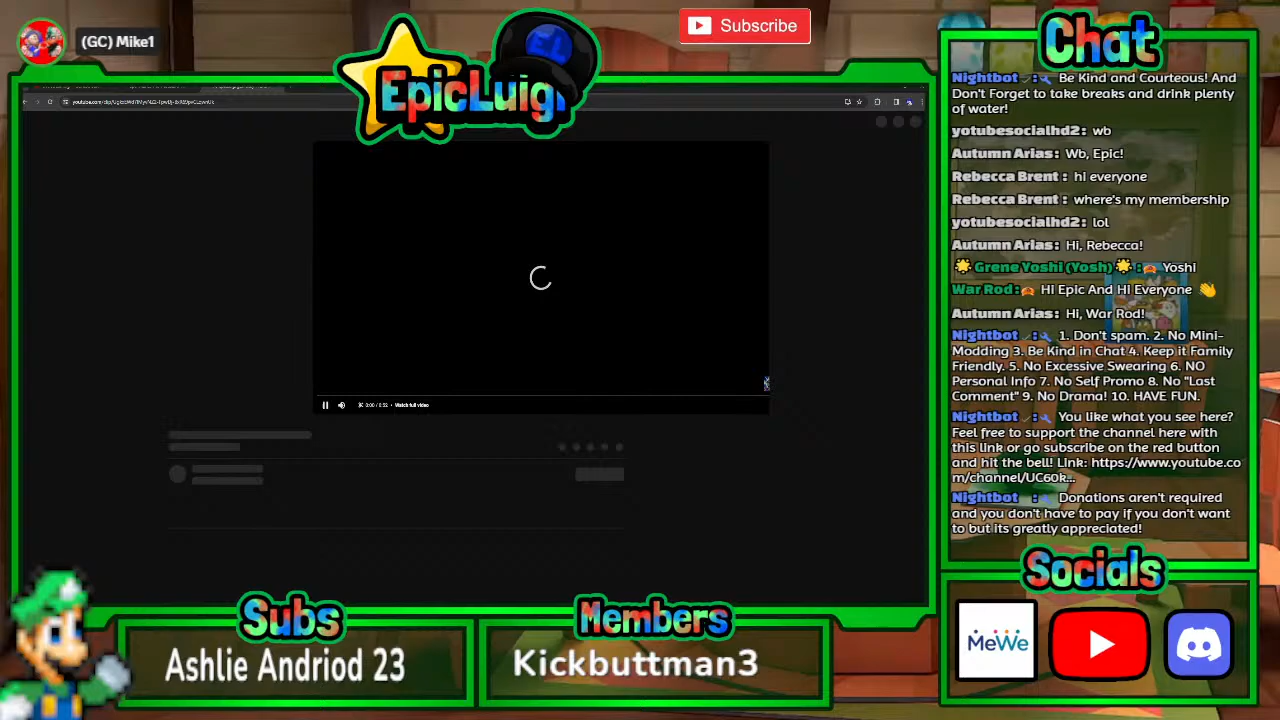 (GC) Mike1
EpicLuigi
Subscribe
0:00 / 0:52 • Watch full video
Subs
Ashlie Andriod 23
Members
Kickbuttman3
Chat
Nightbot : Be Kind and Courteous! And
Don't Forget to take breaks and drink plenty
of water!
yotubesocialhd2: wb
Autumn Arias: Wb, Epic!
Rebecca Brent: hi everyone
Rebecca Brent: where's my membership
yotubesocialhd2: lol
Autumn Arias: Hi, Rebecca!
🌟 Grene Yoshi (Yosh) 🌟 : Yoshi
War Rod: Hi Epic And Hi Everyone 👋
Autumn Arias: Hi, War Rod!
Nightbot : 1. Don't spam. 2. No Mini-
Modding 3. Be Kind in Chat 4. Keep it Family
Friendly. 5. No Excessive Swearing 6. NO
Personal Info 7. No Self Promo 8. No "Last
Comment" 9. No Drama! 10. HAVE FUN.
Nightbot : You like what you see here?
Feel free to support the channel here with
this link or go subscribe on the red button
and hit the bell! Link: https://www.youtube.co
m/channel/UC60k...
Nightbot : Donations aren't required
and you don't have to pay if you don't want
to but its greatly appreciated!
Socials
MeWe